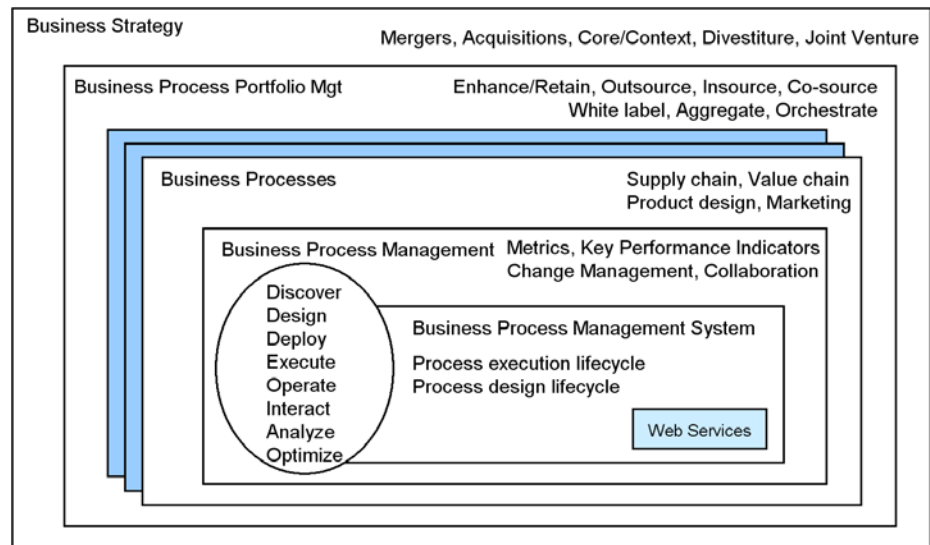 Business Strategy
Mergers, Acquisitions, Core/Context, Divestiture, Joint Venture
Business Process Portfolio Mgt
Enhance/Retain, Outsource, Insource, Co-source
White label, Aggregate, Orchestrate
Business Processes
Supply chain, Value chain
Product design, Marketing
Business Process Management
Metrics, Key Performance Indicators
Change Management, Collaboration
Discover
Design
Deploy
Execute
Operate
Interact
Analyze
Optimize
Business Process Management System
Process execution lifecycle
Process design lifecycle
Web Services